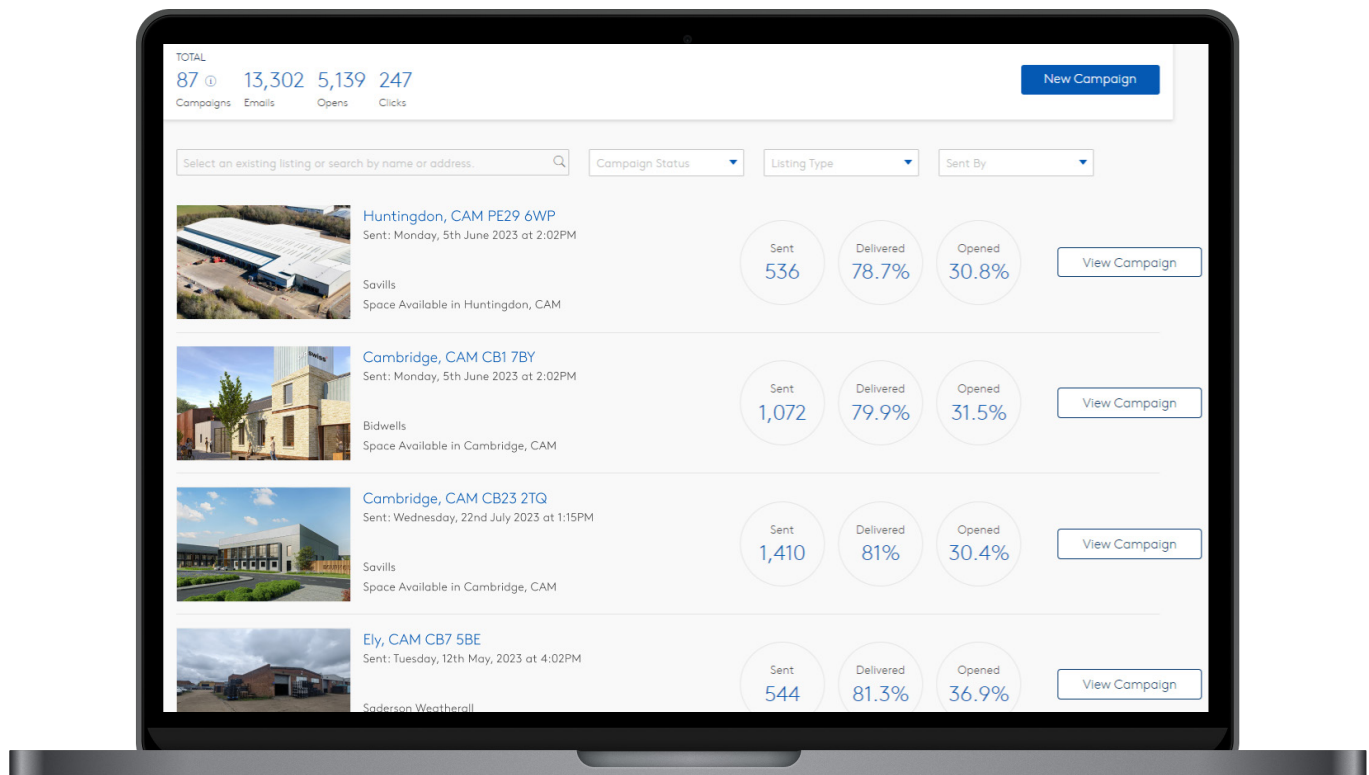 TOTAL
87 13,302 5,139 247
Campaigns Emails Opens Clicks
New Campaign
Select an existing listing or search by name or address.
Campaign Status
Listing Type
Sent By
Huntingdon, CAM PE29 6WP
Sent: Monday, 5th June 2023 at 2:02PM
Savills
Space Available in Huntingdon, CAM
Sent
536
Delivered
78.7%
Opened
30.8%
View Campaign
swiss
Cambridge, CAM CB1 7BY
Sent: Monday, 5th June 2023 at 2:02PM
Bidwells
Space Available in Cambridge, CAM
Sent
1,072
Delivered
79.9%
Opened
31.5%
View Campaign
Cambridge, CAM CB23 2TQ
Sent: Wednesday, 22nd July 2023 at 1:15PM
Savills
Space Available in Cambridge, CAM
Sent
1,410
Delivered
81%
Opened
30.4%
View Campaign
Ely, CAM CB7 5BE
Sent: Tuesday, 12th May, 2023 at 4:02PM
Saderson Weatherall
Sent
544
Delivered
81.3%
Opened
36.9%
View Campaign